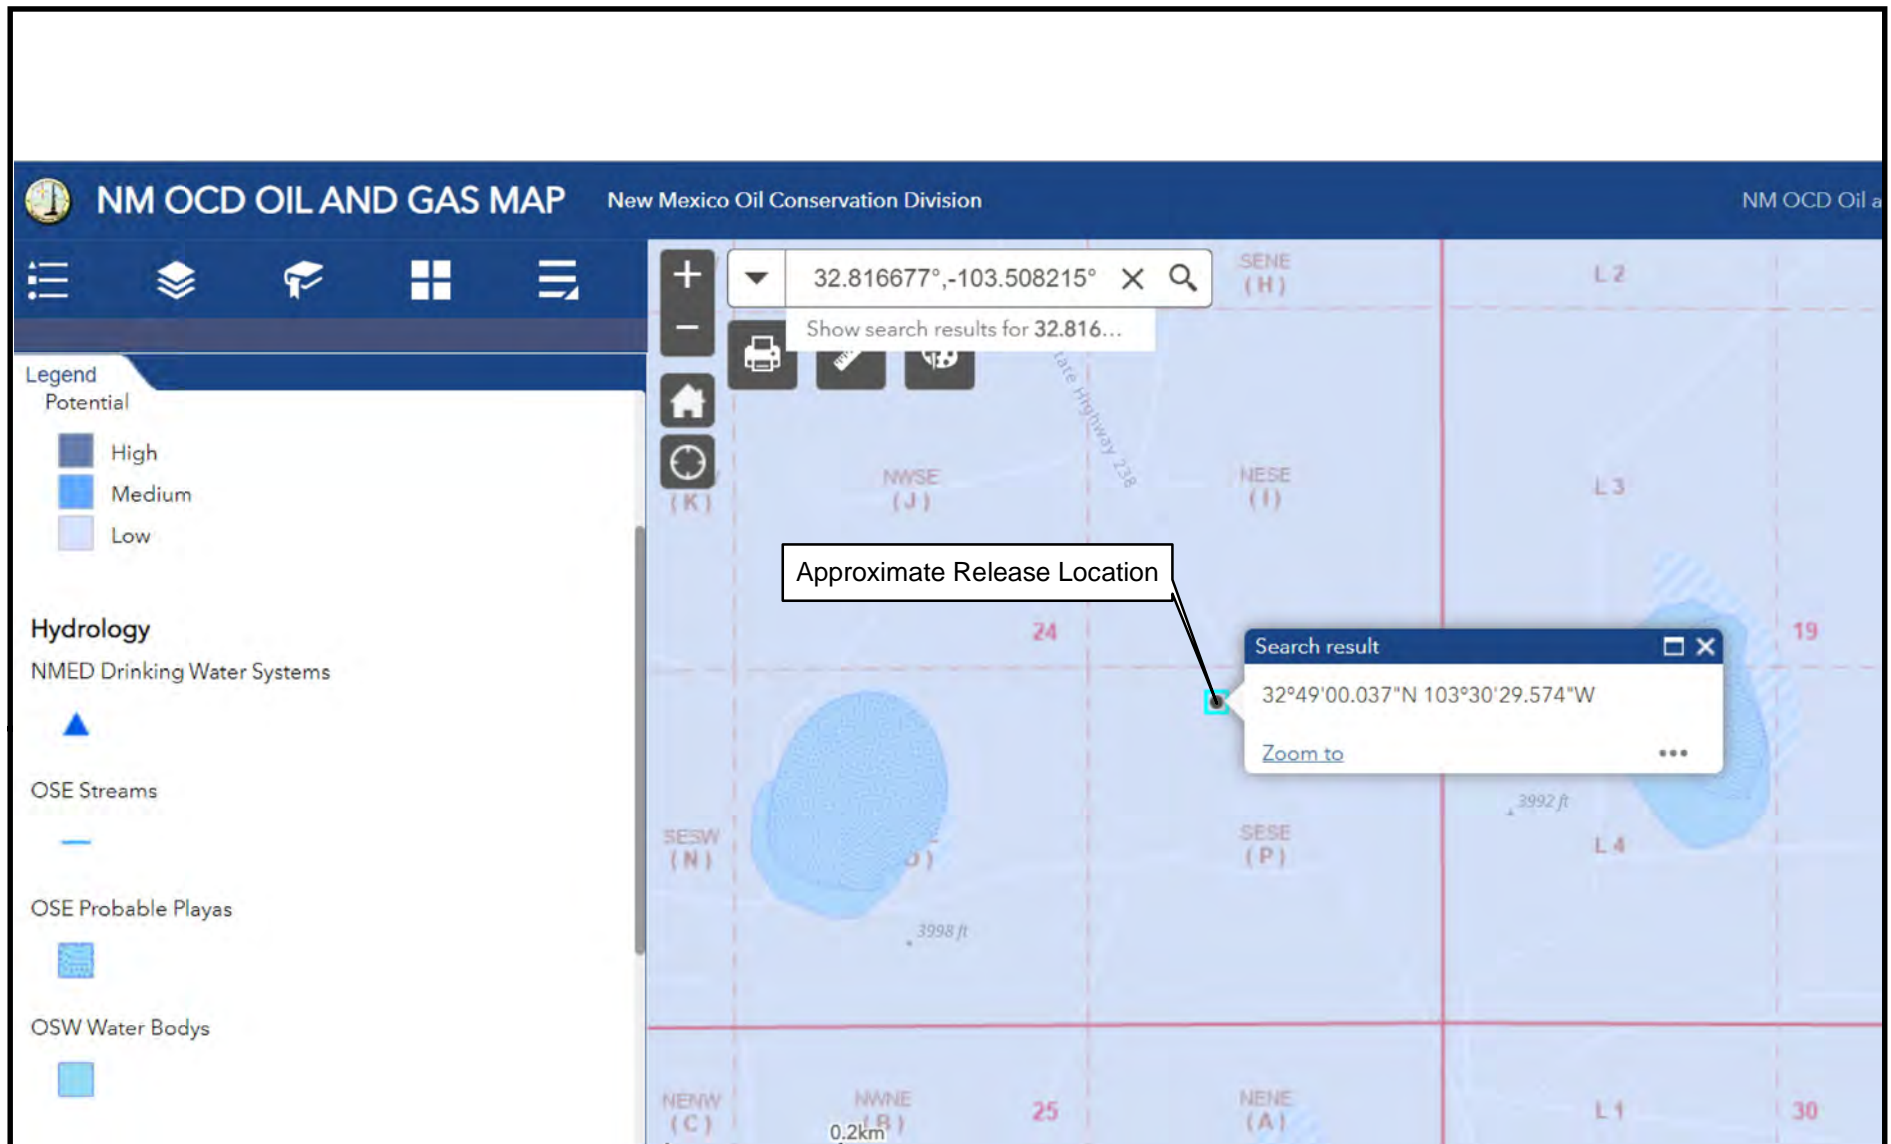 NM OCD OIL AND GAS MAP
New Mexico Oil Conservation Division
NM OCD Oil a
32.816677°,-103.508215°
Show search results for 32.816...
Legend
Potential
High
Medium
Low
Hydrology
NMED Drinking Water Systems
OSE Streams
OSE Probable Playas
OSW Water Bodys
SENE
(H)
L 2
tate Highway 238
(K)
NWSE
(J)
NESE
(I)
L 3
Approximate Release Location
24
19
Search result
32°49'00.037"N 103°30'29.574"W
Zoom to
3992 ft
SESW
(N)
SESE
(P)
L 4
3998 ft
NENW
(C)
NWNE
(B)
25
NENE
(A)
L 1
30
0.2km